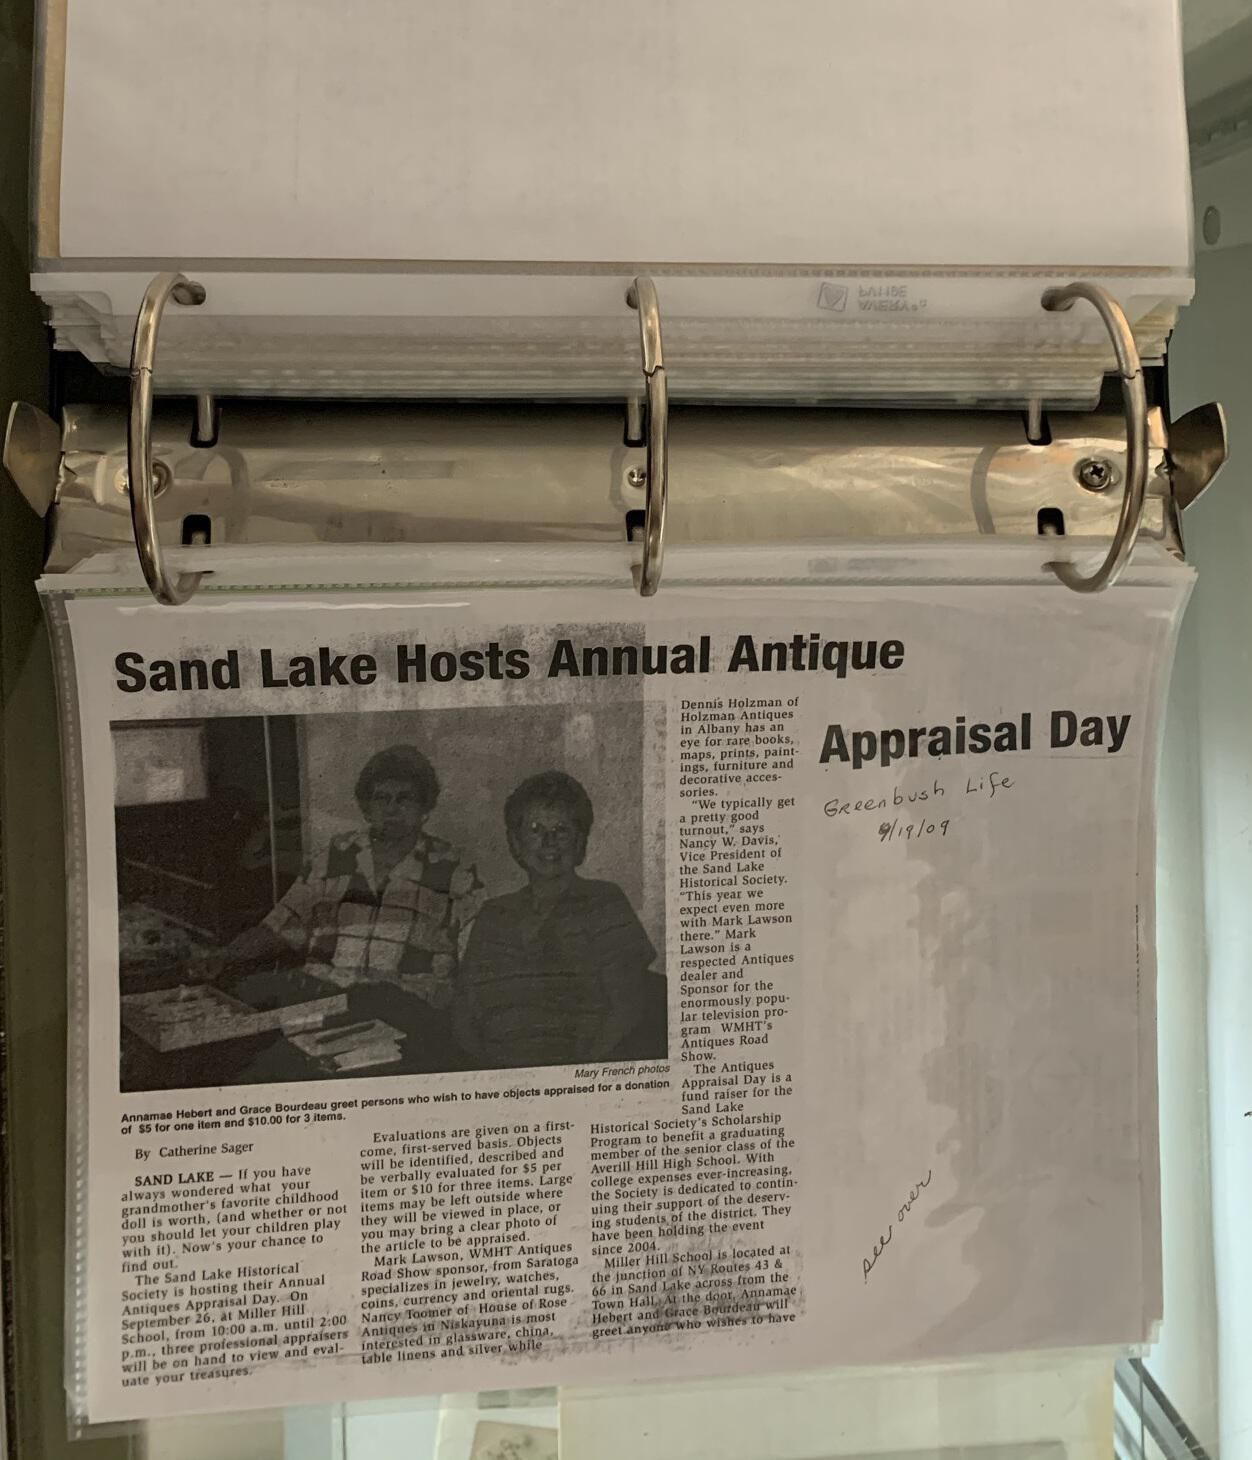 AVERY
Sand Lake Hosts Annual Antique
Appraisal Day
Greenbush Life
9/19/09
Mary French photos
Annamae Hebert and Grace Bourdeau greet persons who wish to have objects appraised for a donation
of $5 for one item and $10.00 for 3 items.
By Catherine Sager
SAND LAKE — If you have
always wondered what your
grandmother's favorite childhood
doll is worth, (and whether or not
you should let your children play
with it). Now's your chance to
find out.
The Sand Lake Historical
Society is hosting their Annual
Antiques Appraisal Day. On
September 26, at Miller Hill
School, from 10:00 a.m. until 2:00
p.m., three professional appraisers
will be on hand to view and eval-
uate your treasures.
Evaluations are given on a first-
come, first-served basis. Objects
will be identified, described and
be verbally evaluated for $5 per
item or $10 for three items. Large
items may be left outside where
they will be viewed in place, or
you may bring a clear photo of
the article to be appraised.
Mark Lawson, WMHT Antiques
Road Show sponsor, from Saratoga
specializes in jewelry, watches,
coins, currency and oriental rugs.
Nancy Toomer of House of Rose
Antiques in Niskayuna is most
interested in glassware, china,
table linens and silver while
Dennis Holzman of
Holzman Antiques
in Albany has an
eye for rare books,
maps, prints, paint-
ings, furniture and
decorative acces-
sories.
"We typically get
a pretty good
turnout," says
Nancy W. Davis,
Vice President of
the Sand Lake
Historical Society.
"This year we
expect even more
with Mark Lawson
there." Mark
Lawson is a
respected Antiques
dealer and
Sponsor for the
enormously popu-
lar television pro-
gram WMHT's
Antiques Road
Show.
The Antiques
Appraisal Day is a
fund raiser for the
Sand Lake
Historical Society's Scholarship
Program to benefit a graduating
member of the senior class of the
Averill Hill High School. With
college expenses ever-increasing,
the Society is dedicated to contin-
uing their support of the deserv-
ing students of the district. They
have been holding the event
since 2004.
Miller Hill School is located at
the junction of NY Routes 43 &
66 in Sand Lake across from the
Town Hall. At the door, Annamae
Hebert and Grace Bourdeau will
greet anyone who wishes to have
see over